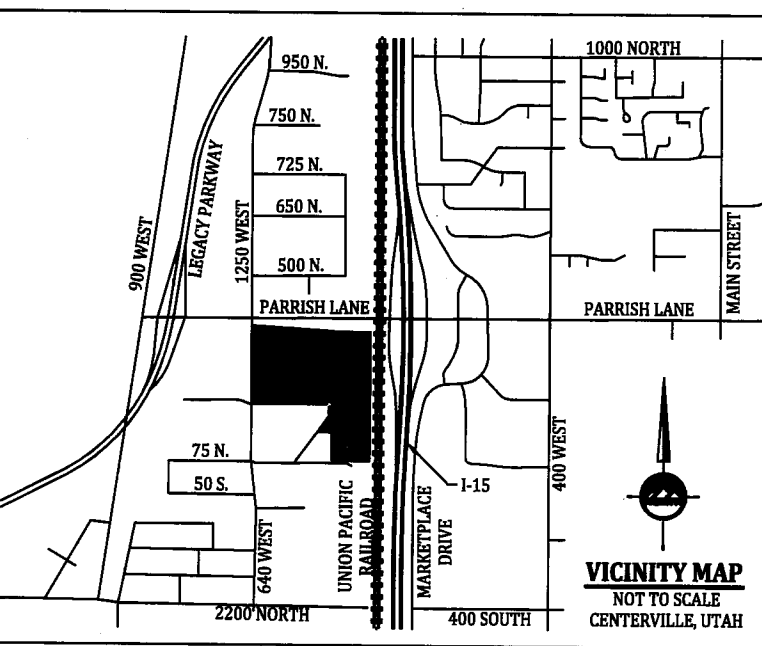 1000 NORTH
950 N.
750 N.
725 N.
650 N.
500 N.
900 WEST
LEGACY PARKWAY
1250 WEST
MAIN STREET
PARRISH LANE
PARRISH LANE
75 N.
50 S.
640 WEST
UNION PACIFIC
RAILROAD
MARKETPLACE
DRIVE
I-15
400 WEST
2200 NORTH
400 SOUTH
VICINITY MAP
NOT TO SCALE
CENTERVILLE, UTAH